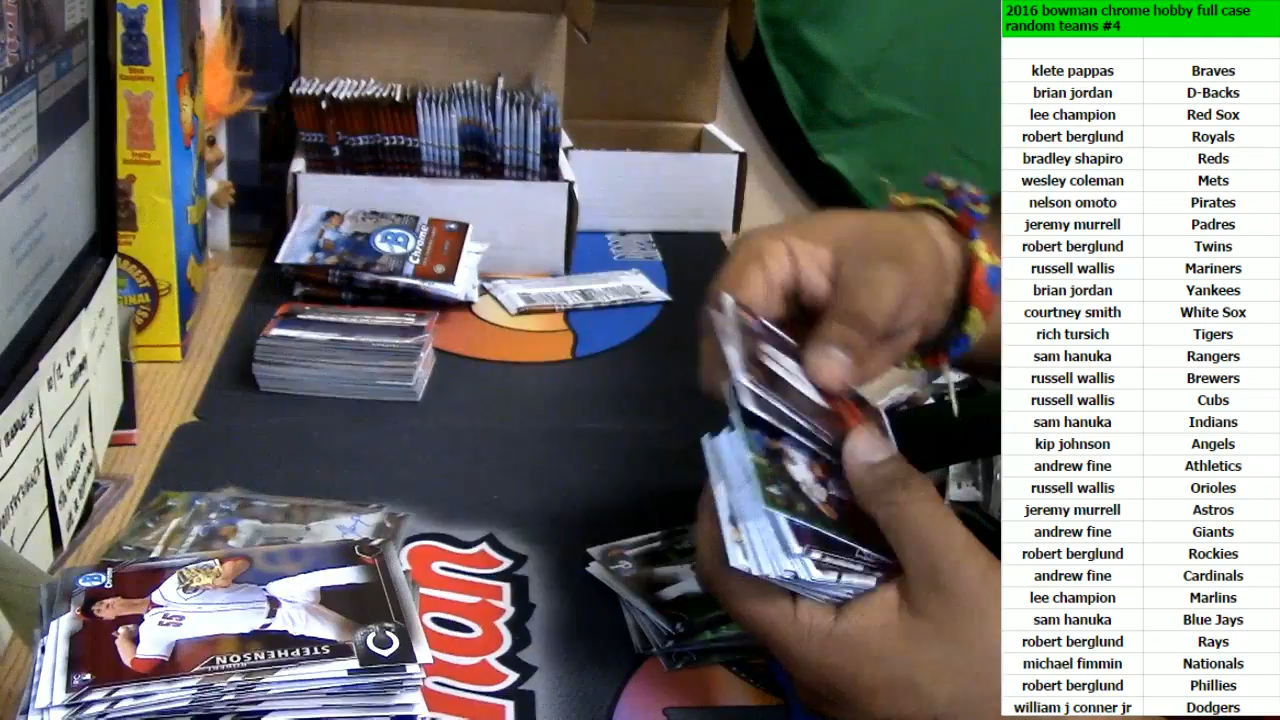 2016 bowman chrome hobby full case
random teams #4
klete pappas Braves
brian jordan D-Backs
lee champion Red Sox
robert berglund Royals
bradley shapiro Reds
wesley coleman Mets
nelson omoto Pirates
jeremy murrell Padres
robert berglund Twins
russell wallis Mariners
brian jordan Yankees
courtney smith White Sox
rich tursich Tigers
sam hanuka Rangers
russell wallis Brewers
russell wallis Cubs
sam hanuka Indians
kip johnson Angels
andrew fine Athletics
russell wallis Orioles
jeremy murrell Astros
andrew fine Giants
robert berglund Rockies
andrew fine Cardinals
lee champion Marlins
sam hanuka Blue Jays
robert berglund Rays
michael fimmin Nationals
robert berglund Phillies
william j conner jr Dodgers
B
Chrome
Chrome
55
STEPHENSON
C